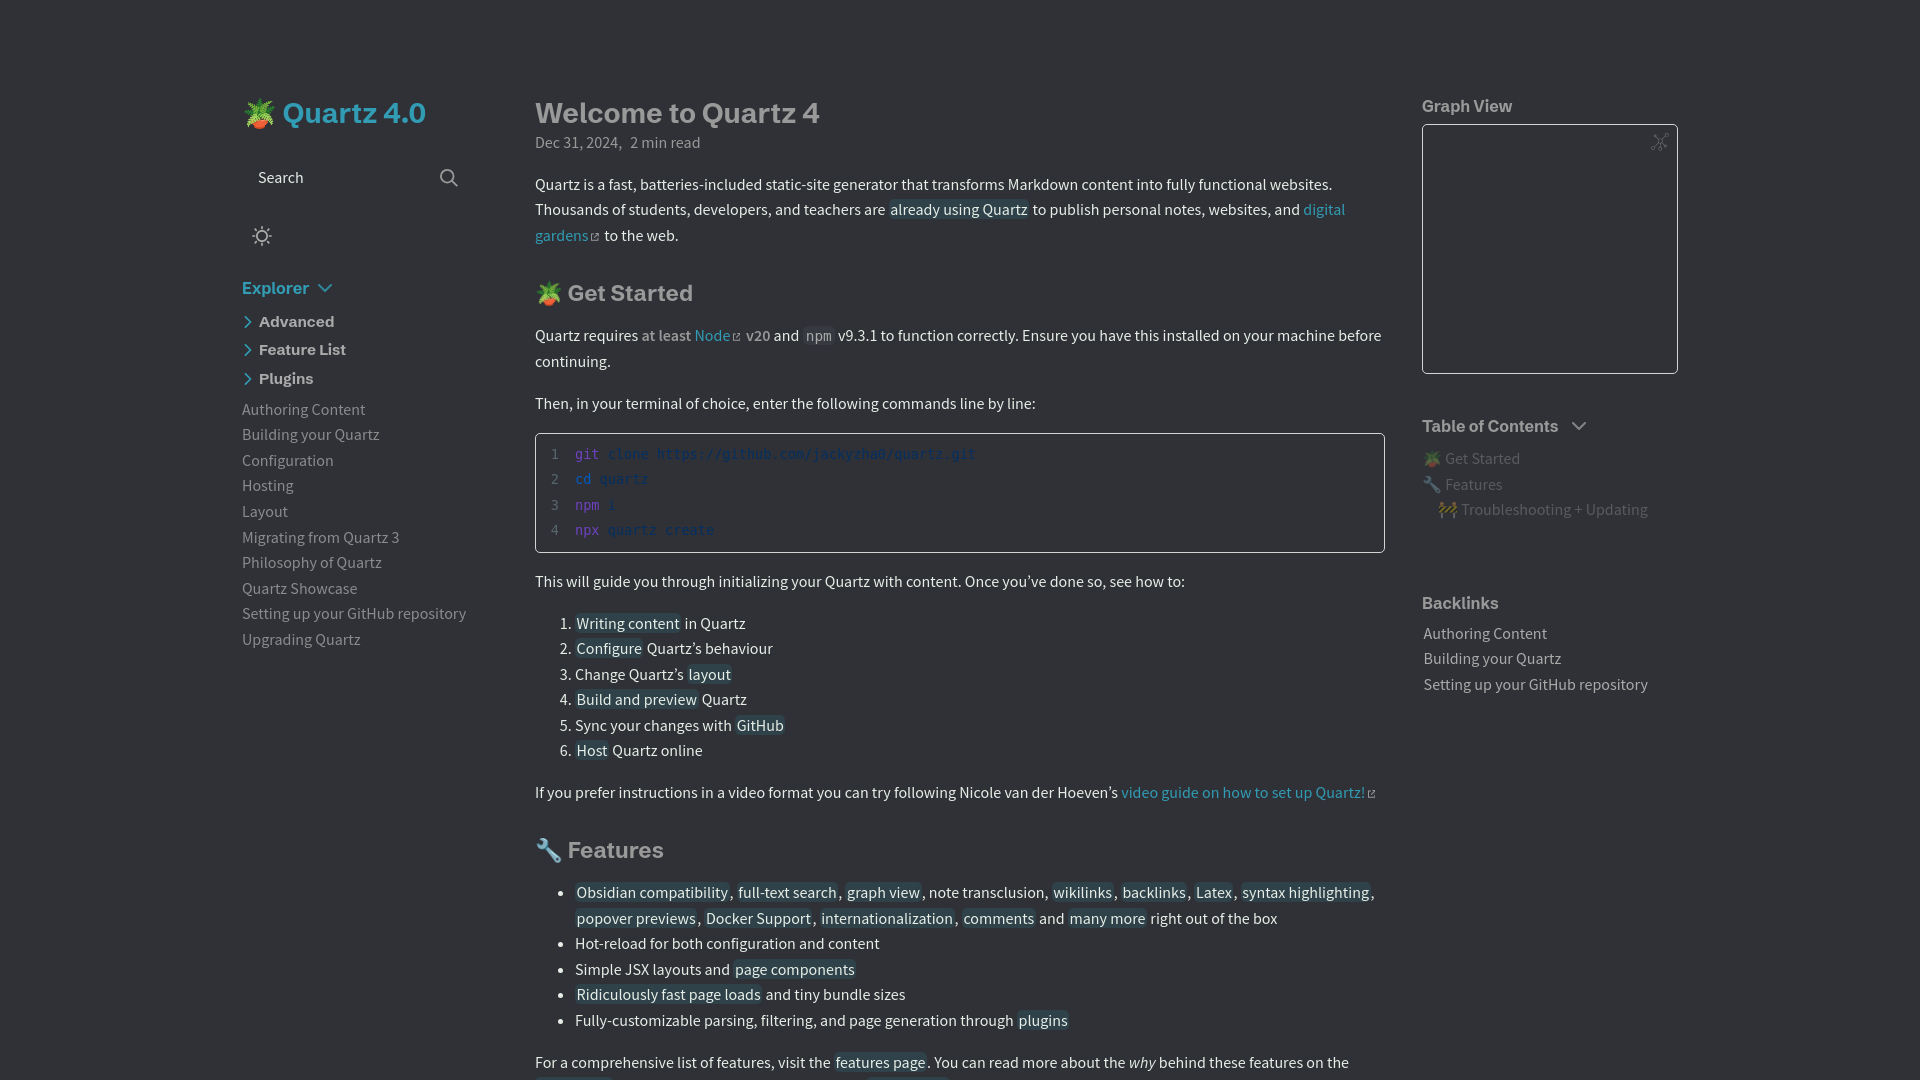 🪴 Quartz 4.0
Search
Explorer
Advanced
Feature List
Plugins
Authoring Content
Building your Quartz
Configuration
Hosting
Layout
Migrating from Quartz 3
Philosophy of Quartz
Quartz Showcase
Setting up your GitHub repository
Upgrading Quartz
Welcome to Quartz 4
Dec 31, 2024, 2 min read
Quartz is a fast, batteries-included static-site generator that transforms Markdown content into fully functional websites.
Thousands of students, developers, and teachers are already using Quartz to publish personal notes, websites, and digital
gardens to the web.
🪴 Get Started
Quartz requires at least Node v20 and npm v9.3.1 to function correctly. Ensure you have this installed on your machine before
continuing.
Then, in your terminal of choice, enter the following commands line by line:
1 git clone https://github.com/jackyzha0/quartz.git
2 cd quartz
3 npm i
4 npx quartz create
This will guide you through initializing your Quartz with content. Once you’ve done so, see how to:
1. Writing content in Quartz
2. Configure Quartz’s behaviour
3. Change Quartz’s layout
4. Build and preview Quartz
5. Sync your changes with GitHub
6. Host Quartz online
If you prefer instructions in a video format you can try following Nicole van der Hoeven’s video guide on how to set up Quartz!
🔧 Features
• Obsidian compatibility, full-text search, graph view, note transclusion, wikilinks, backlinks, Latex, syntax highlighting,
popover previews, Docker Support, internationalization, comments and many more right out of the box
• Hot-reload for both configuration and content
• Simple JSX layouts and page components
• Ridiculously fast page loads and tiny bundle sizes
• Fully-customizable parsing, filtering, and page generation through plugins
For a comprehensive list of features, visit the features page. You can read more about the why behind these features on the
Graph View
Table of Contents
🪴 Get Started
🔧 Features
🚧 Troubleshooting + Updating
Backlinks
Authoring Content
Building your Quartz
Setting up your GitHub repository